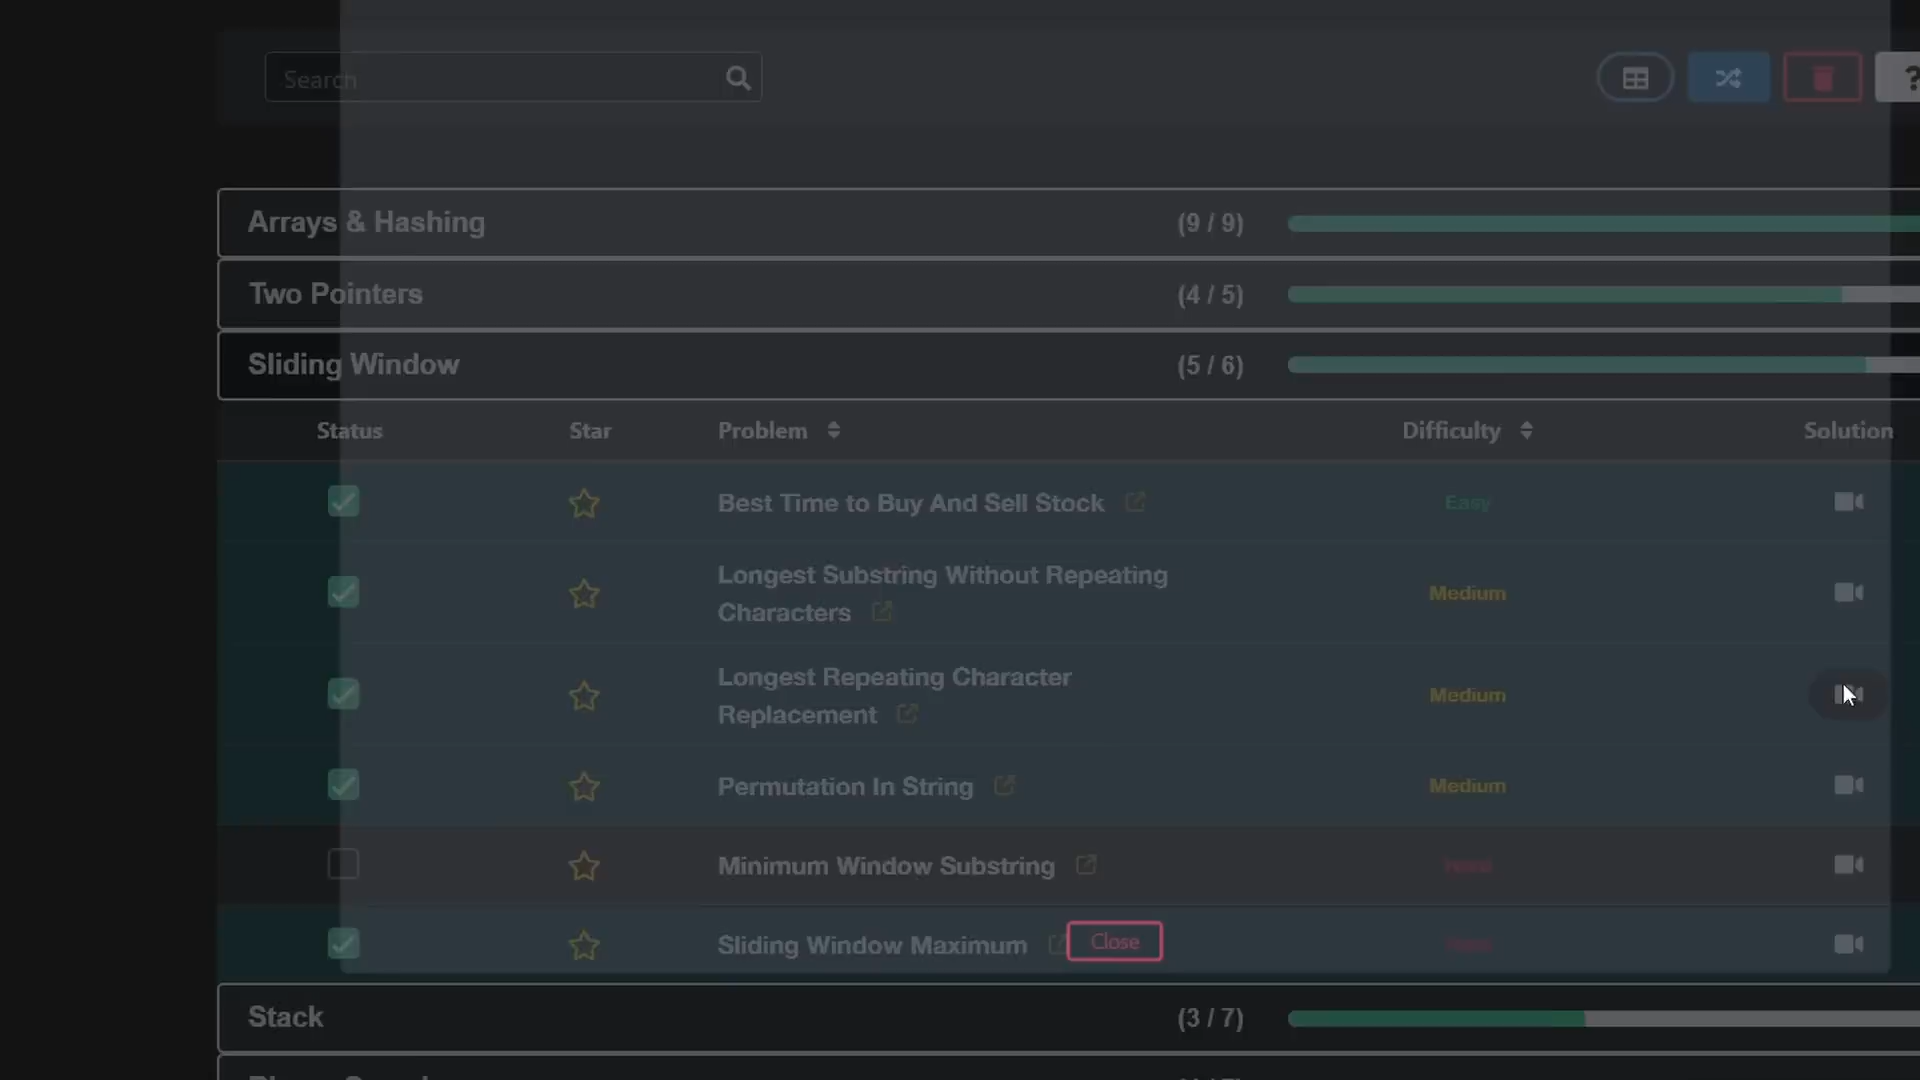 Search
?
Arrays & Hashing (9 / 9)
Two Pointers (4 / 5)
Sliding Window (5 / 6)
Status Star Problem Difficulty Solution
Best Time to Buy And Sell Stock Easy
Longest Substring Without Repeating
Characters Medium
Longest Repeating Character
Replacement Medium
Permutation In String Medium
Minimum Window Substring Hard
Sliding Window Maximum Close Hard
Stack (3 / 7)